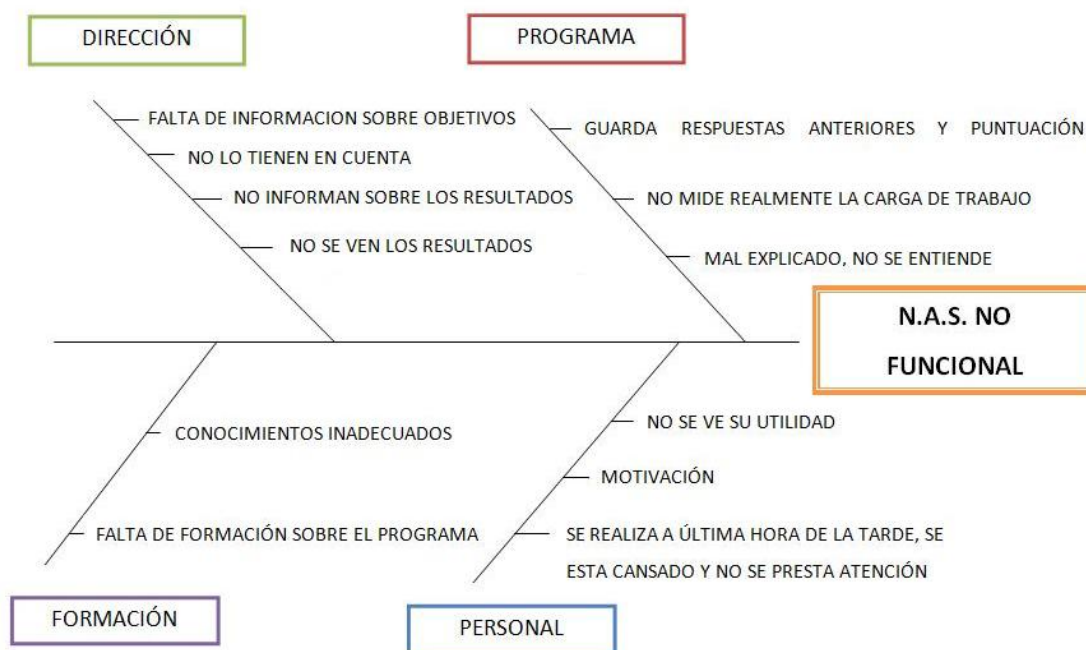 DIRECCIÓN
PROGRAMA
FALTA DE INFORMACION SOBRE OBJETIVOS
NO LO TIENEN EN CUENTA
NO INFORMAN SOBRE LOS RESULTADOS
NO SE VEN LOS RESULTADOS
GUARDA RESPUESTAS ANTERIORES Y PUNTUACIÓN
NO MIDE REALMENTE LA CARGA DE TRABAJO
MAL EXPLICADO, NO SE ENTIENDE
N.A.S. NO
FUNCIONAL
CONOCIMIENTOS INADECUADOS
FALTA DE FORMACIÓN SOBRE EL PROGRAMA
NO SE VE SU UTILIDAD
MOTIVACIÓN
SE REALIZA A ÚLTIMA HORA DE LA TARDE, SE
ESTA CANSADO Y NO SE PRESTA ATENCIÓN
FORMACIÓN
PERSONAL